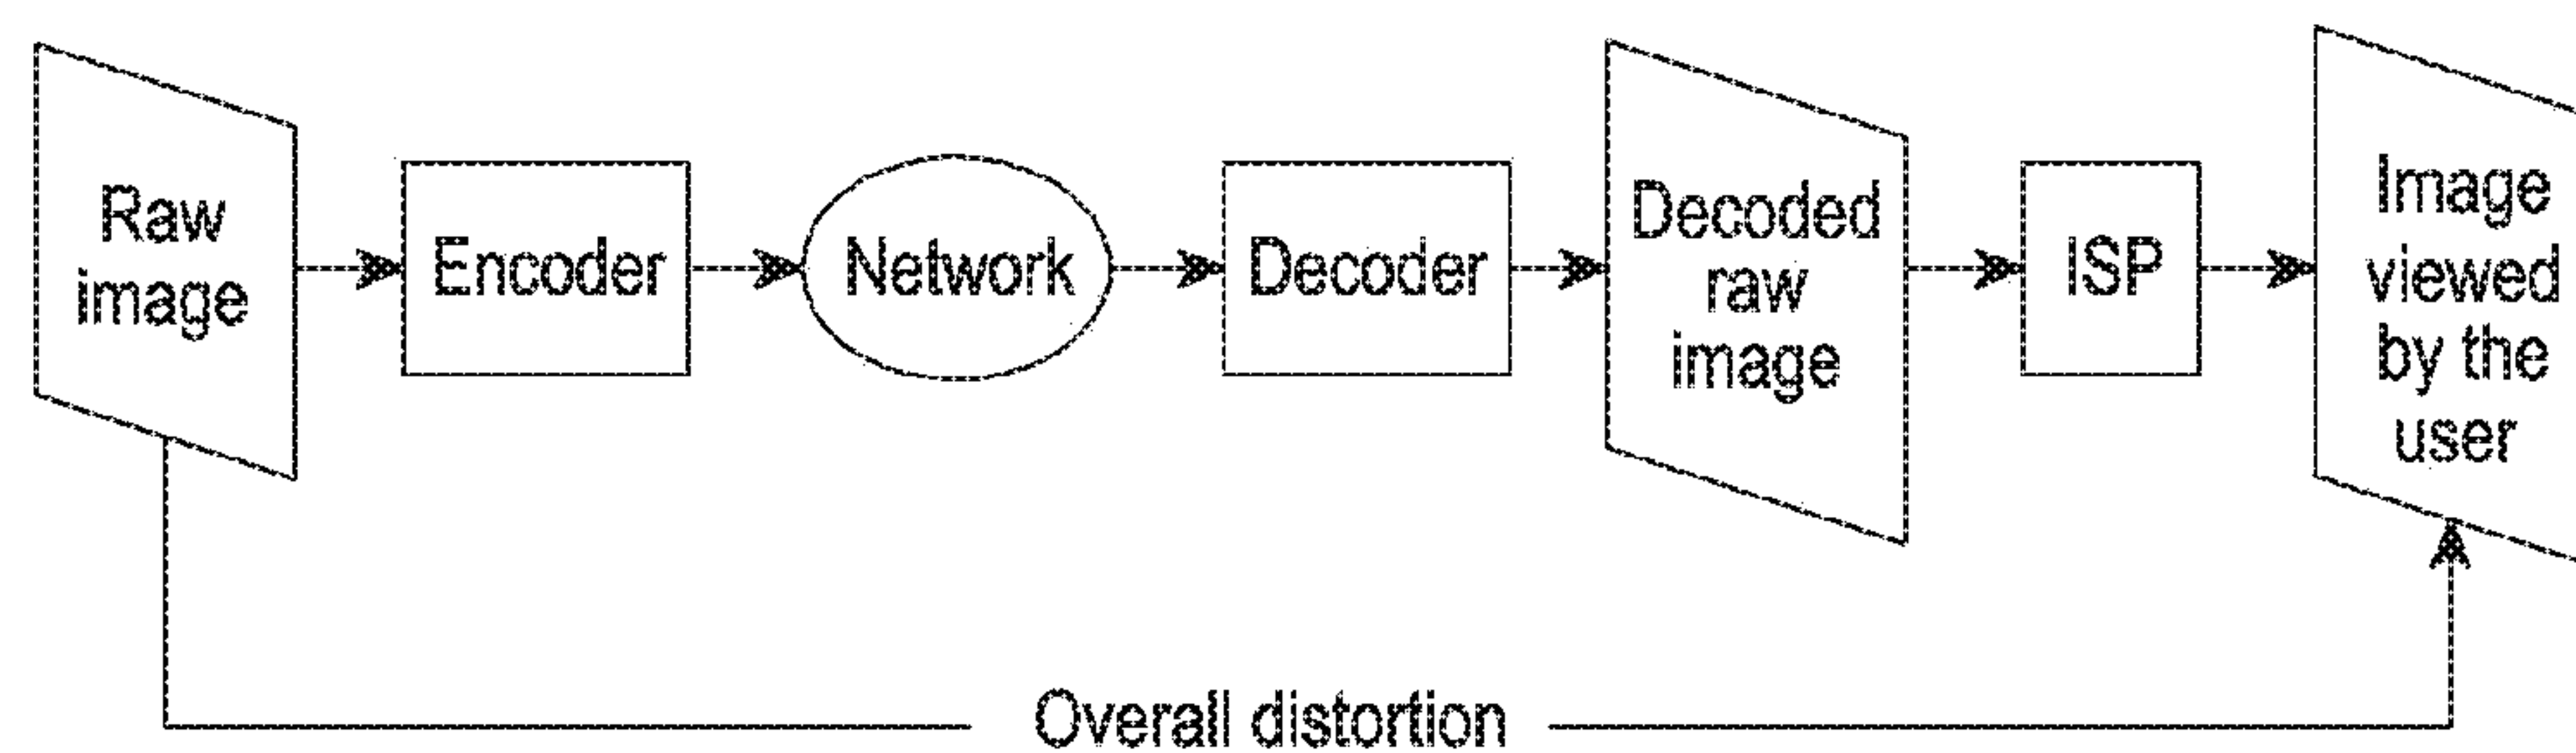 Raw
image
Encoder
Network
Decoder
Decoded
raw
image
ISP
Image
viewed
by the
user
Overall distortion